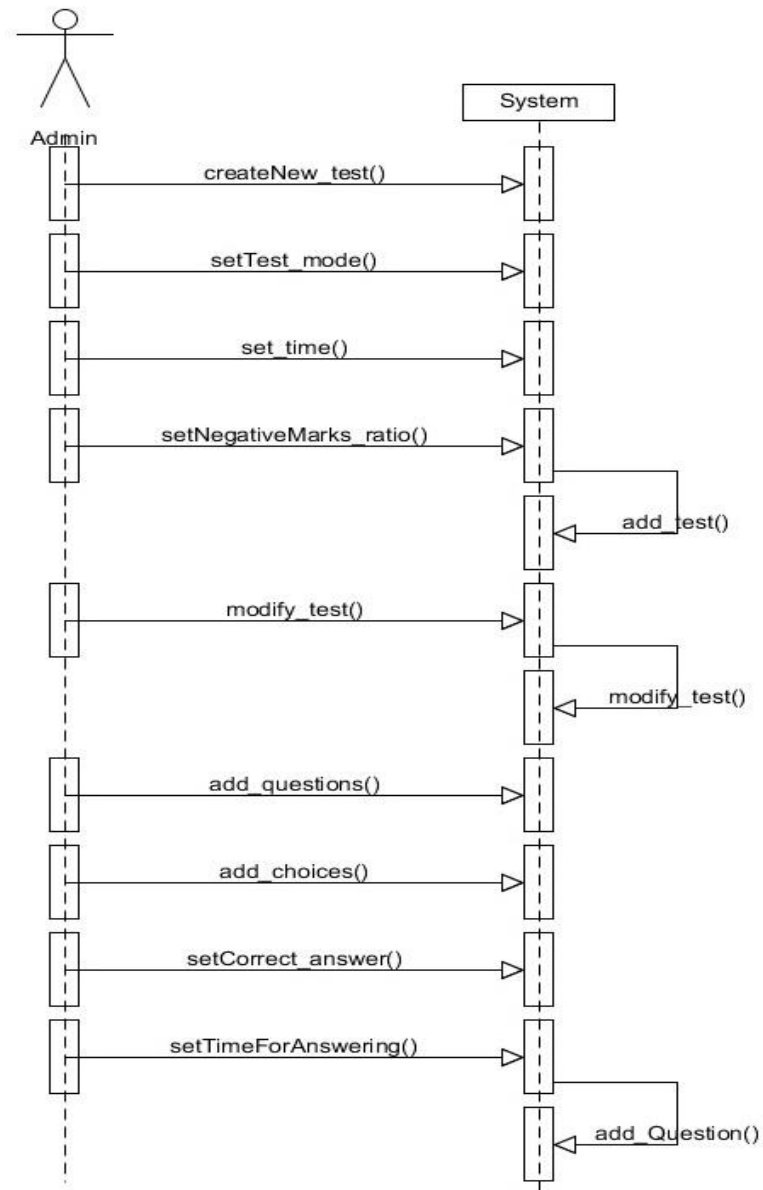 System
Admin
createNew_test()
setTest_mode()
set_time()
setNegativeMarks_ratio()
add_test()
modify_test()
modify_test()
add_questions()
add_choices()
setCorrect_answer()
setTimeForAnswering()
add_Question()